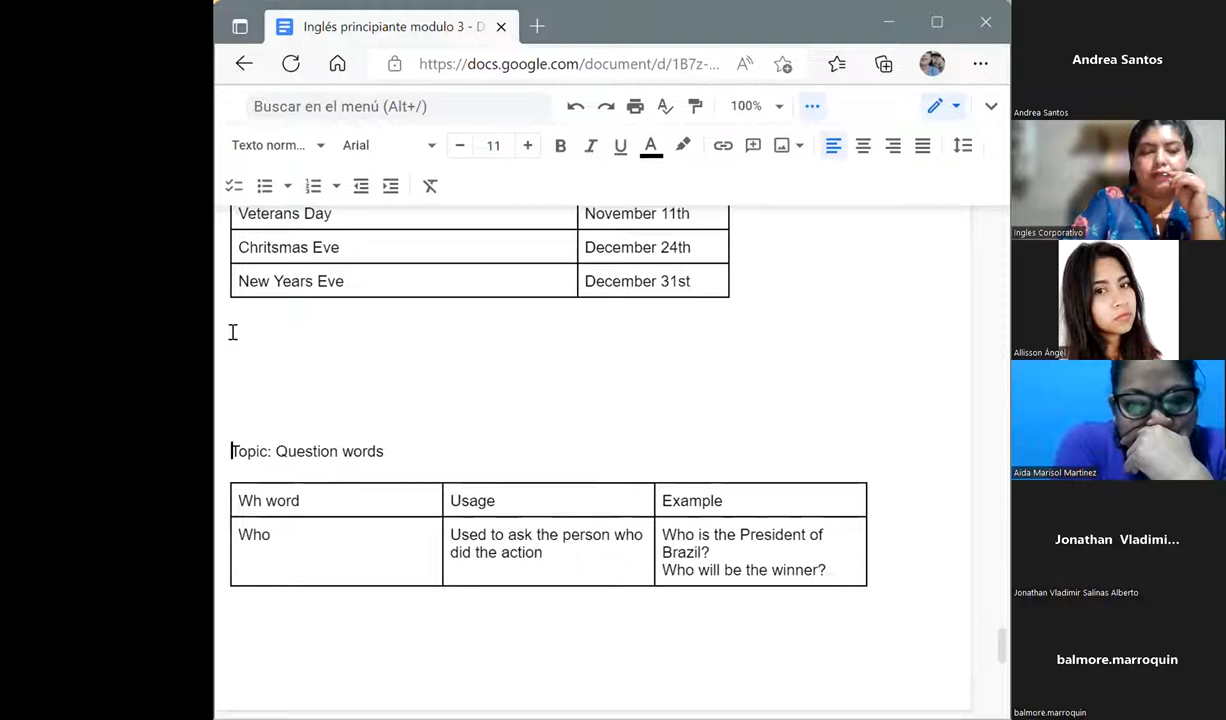 Inglés principiante modulo 3 - D
https://docs.google.com/document/d/1B7z-...
Buscar en el menú (Alt+/)
100%
Texto norm...
Arial
11
Veterans Day
November 11th
Chritsmas Eve
December 24th
New Years Eve
December 31st
Topic: Question words
Wh word
Usage
Example
Who
Used to ask the person who
did the action
Who is the President of
Brazil?
Who will be the winner?
Andrea Santos
Andrea Santos
Ingles Corporativo
Allisson Ángel
Aida Marisol Martinez
Jonathan Vladimi...
Jonathan Vladimir Salinas Alberto
balmore.marroquin
balmore.marroquin